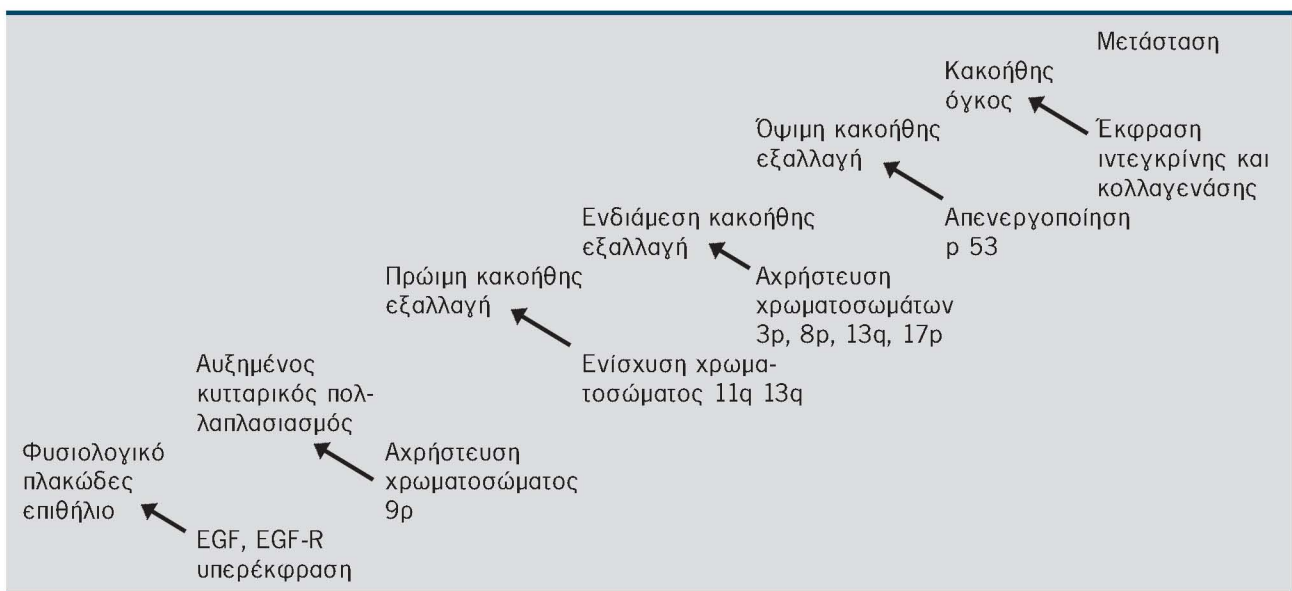 Μετάσταση
Κακοήθης
όγκος
Έκφραση
ιντεγκρίνης και
κολλαγενάσης
Όψιμη κακοήθης
εξαλλαγή
Απενεργοποίηση
p 53
Ενδιάμεση κακοήθης
εξαλλαγή
Αχρήστευση
χρωματοσωμάτων
3p, 8p, 13q, 17p
Πρώιμη κακοήθης
εξαλλαγή
Ενίσχυση χρωμα-
τοσώματος 11q 13q
Αυξημένος
κυτταρικός πολ-
λαπλασιασμός
Αχρήστευση
χρωματοσώματος
9p
Φυσιολογικό
πλακώδες
επιθήλιο
EGF, EGF-R
υπερέκφραση